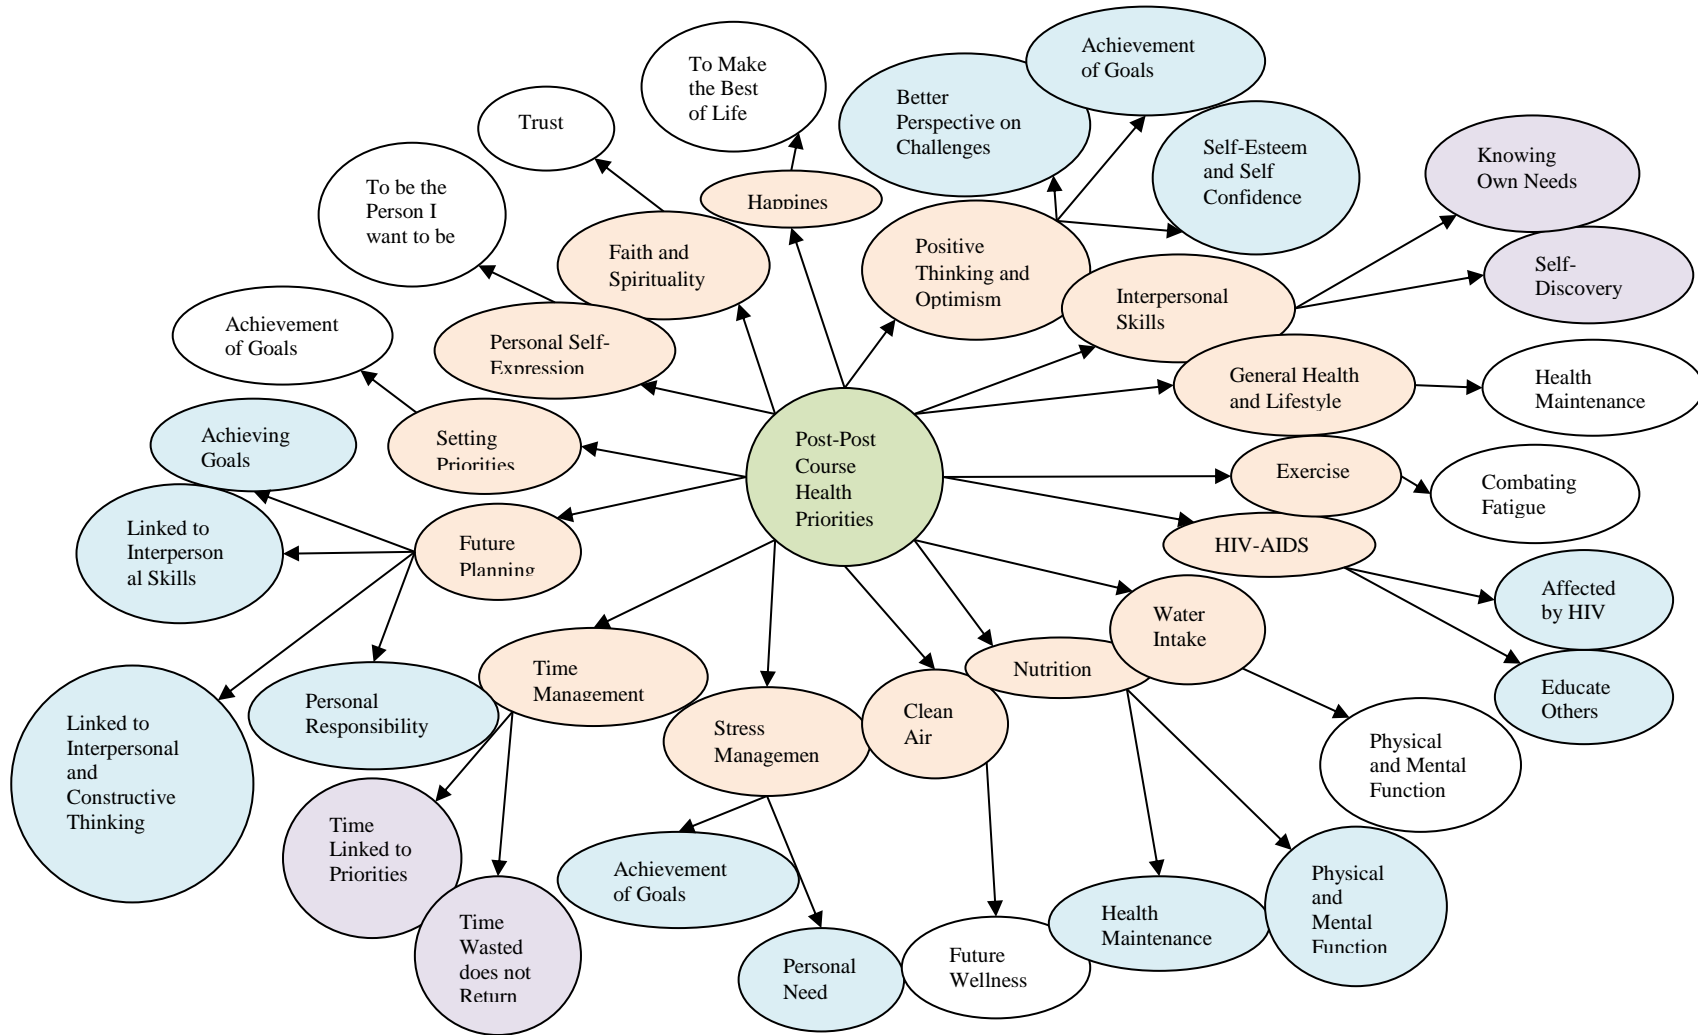 To Make
the Best
of Life
Achievement
of Goals
Better
Perspective on
Challenges
Trust
Self-Esteem
and Self
Confidence
Knowing
Own Needs
To be the
Person I
want to be
Happines
Faith and
Spirituality
Positive
Thinking and
Optimism
Self-
Discovery
Interpersonal
Skills
Achievement
of Goals
Personal Self-
Expression
General Health
and Lifestyle
Health
Maintenance
Achieving
Goals
Setting
Priorities
Post-Post
Course
Health
Priorities
Exercise
Combating
Fatigue
Linked to
Interperson
al Skills
Future
Planning
HIV-AIDS
Affected
by HIV
Water
Intake
Time
Management
Nutrition
Educate
Others
Linked to
Interpersonal
and
Constructive
Thinking
Personal
Responsibility
Stress
Managemen
Clean
Air
Physical
and Mental
Function
Time
Linked to
Priorities
Achievement
of Goals
Physical
and
Mental
Function
Time
Wasted
does not
Return
Personal
Need
Future
Wellness
Health
Maintenance